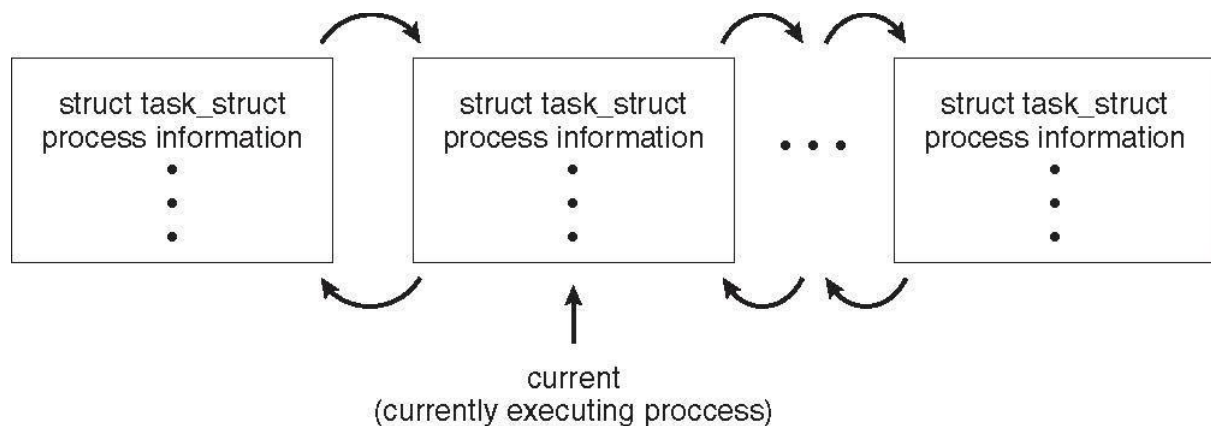 struct task_struct
process information
struct task_struct
process information
struct task_struct
process information
current
(currently executing proccess)